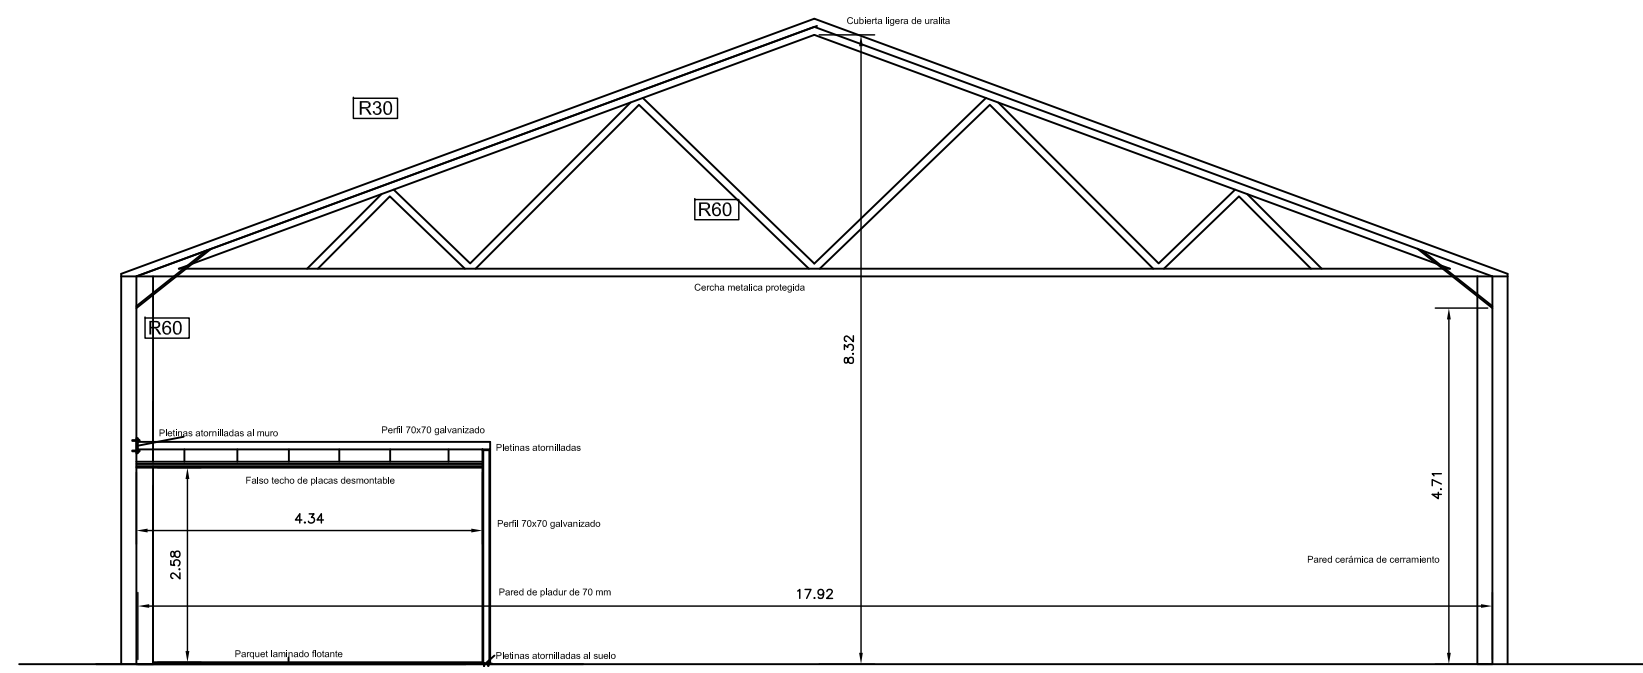 Cubierta ligera de uralita
R30
R60
Cercha metalica protegida
R60
8.32
Pletinas atornilladas al muro
Perfil 70x70 galvanizado
Pletinas atornilladas
Falso techo de placas desmontable
4.71
4.34
Perfil 70x70 galvanizado
2.58
Pared cerámica de cerramiento
Pared de pladur de 70 mm
17.92
Parquet laminado flotante
Pletinas atornilladas al suelo